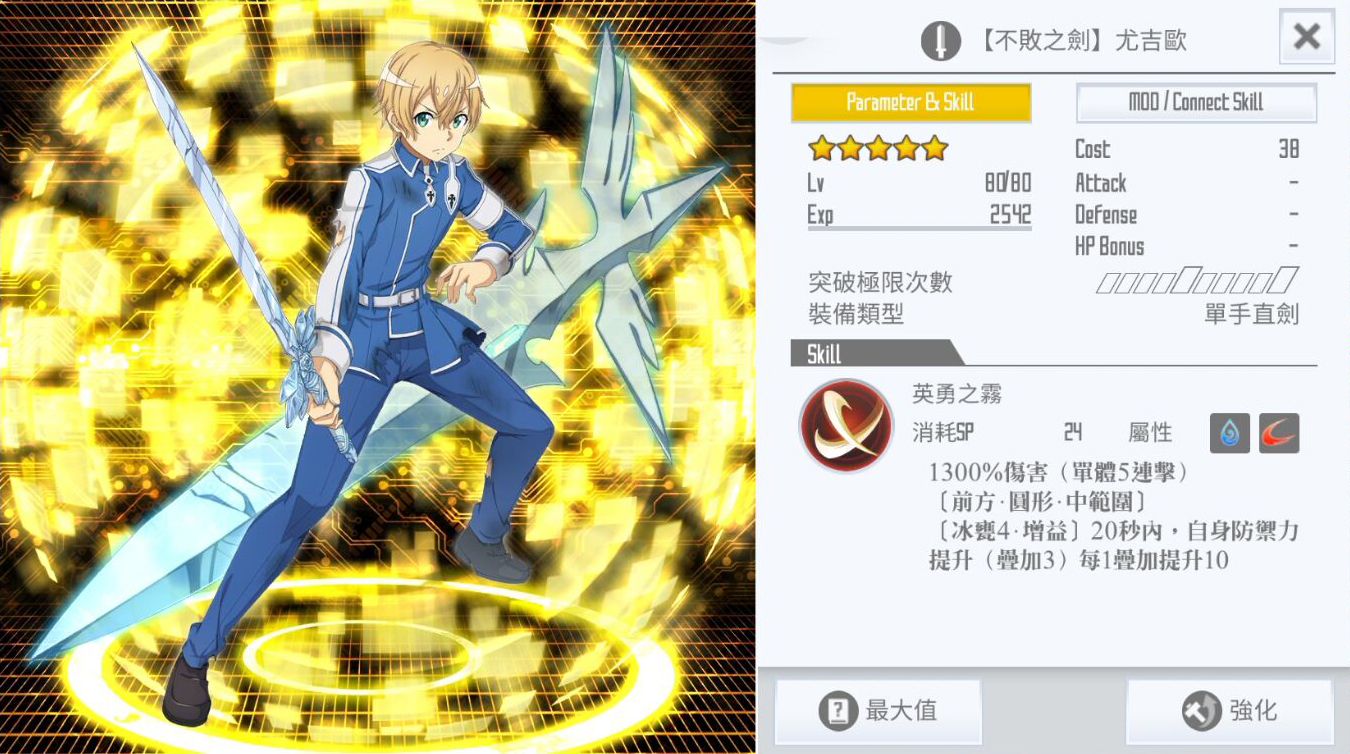 【不敗之劍】尤吉歐
Parameter & Skill
MOD / Connect Skill
Lv 80/80
Exp 2542
Cost 38
Attack -
Defense -
HP Bonus -
突破極限次數
裝備類型 單手直劍
Skill
英勇之霧
消耗SP 24 屬性
1300%傷害（單體5連擊）
〔前方·圓形·中範圍〕
〔冰甕4·增益〕20秒內，自身防禦力
提升（疊加3）每1疊加提升10
最大值
強化